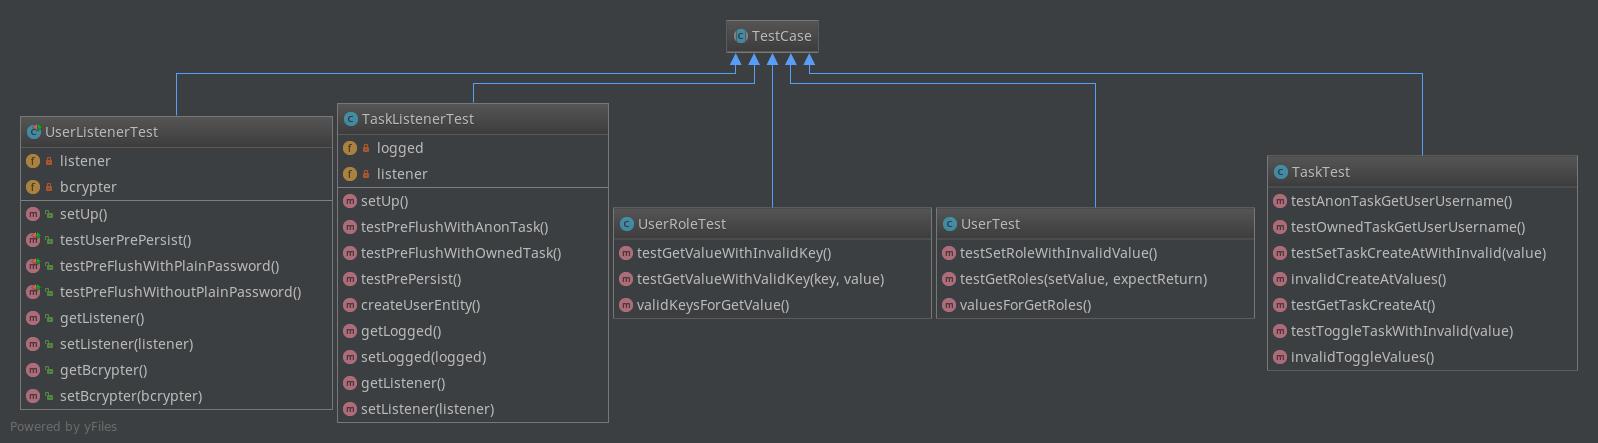 TestCase
UserListenerTest
listener
bcrypter
setUp()
testUserPrePersist()
testPreFlushWithPlainPassword()
testPreFlushWithoutPlainPassword()
getListener()
setListener(listener)
getBcrypter()
setBcrypter(bcrypter)
TaskListenerTest
logged
listener
setUp()
testPreFlushWithAnonTask()
testPreFlushWithOwnedTask()
testPrePersist()
createUserEntity()
getLogged()
setLogged(logged)
getListener()
setListener(listener)
UserRoleTest
testGetValueWithInvalidKey()
testGetValueWithValidKey(key, value)
validKeysForGetValue()
UserTest
testSetRoleWithInvalidValue()
testGetRoles(setValue, expectReturn)
valuesForGetRoles()
TaskTest
testAnonTaskGetUserUsername()
testOwnedTaskGetUserUsername()
testSetTaskCreateAtWithInvalid(value)
invalidCreateAtValues()
testGetTaskCreateAt()
testToggleTaskWithInvalid(value)
invalidToggleValues()
Powered by yFiles